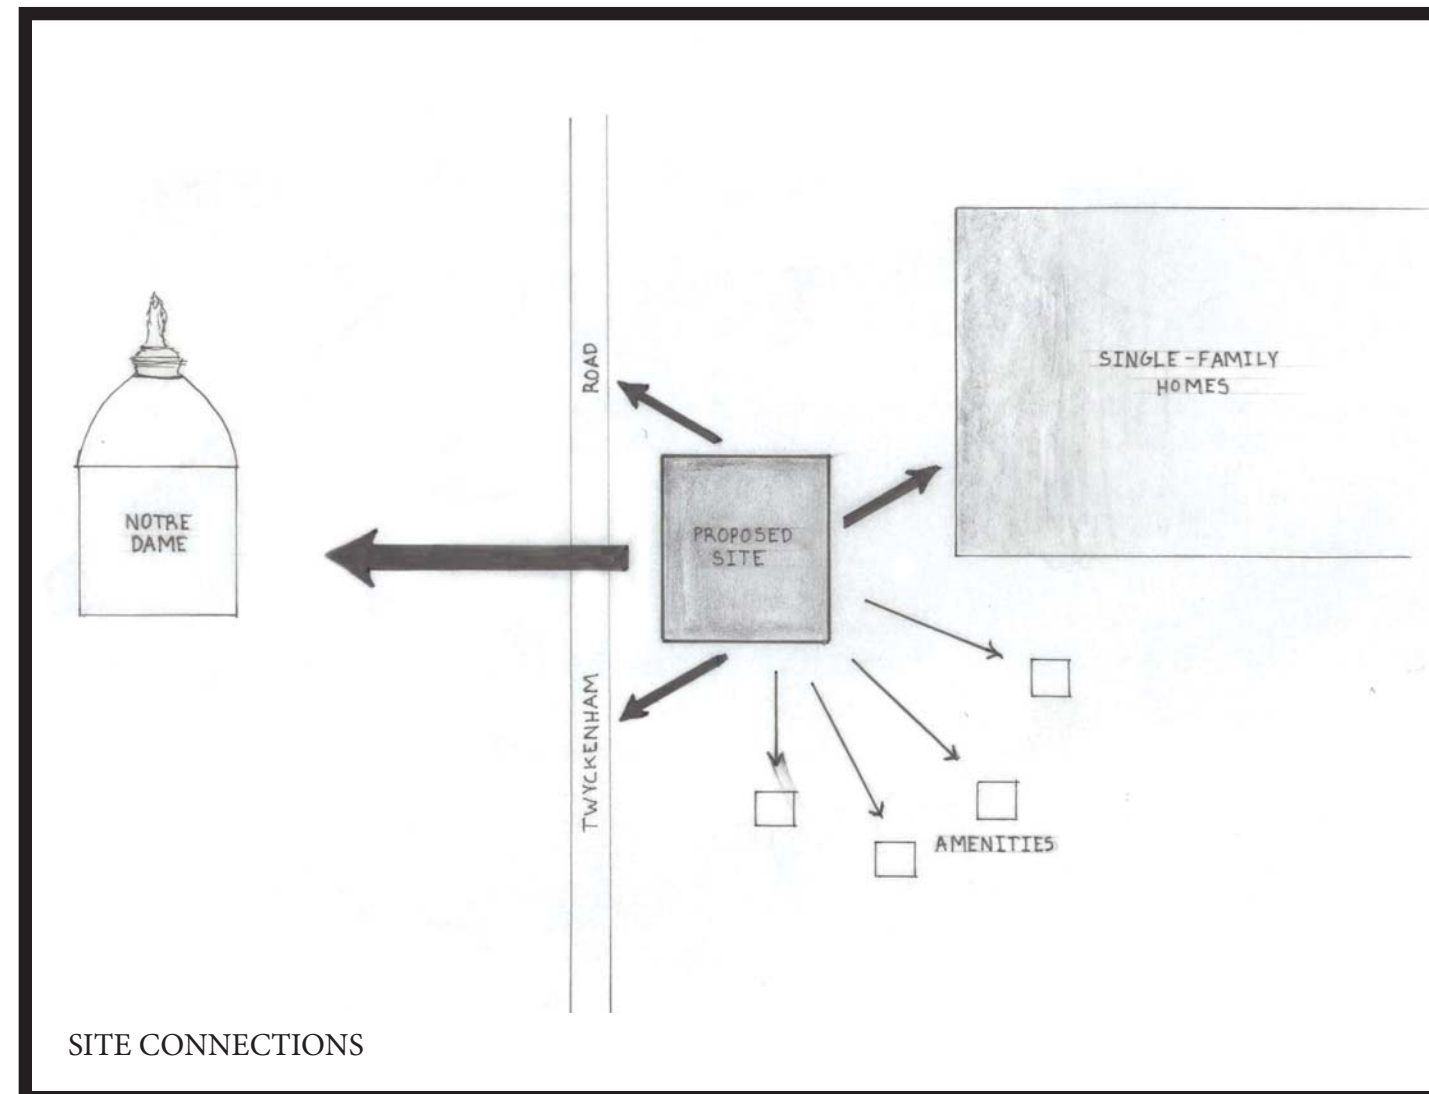 ROAD
SINGLE-FAMILY
HOMES
NOTRE
DAME
PROPOSED
SITE
TWYCKENHAM
AMENITIES
SITE CONNECTIONS